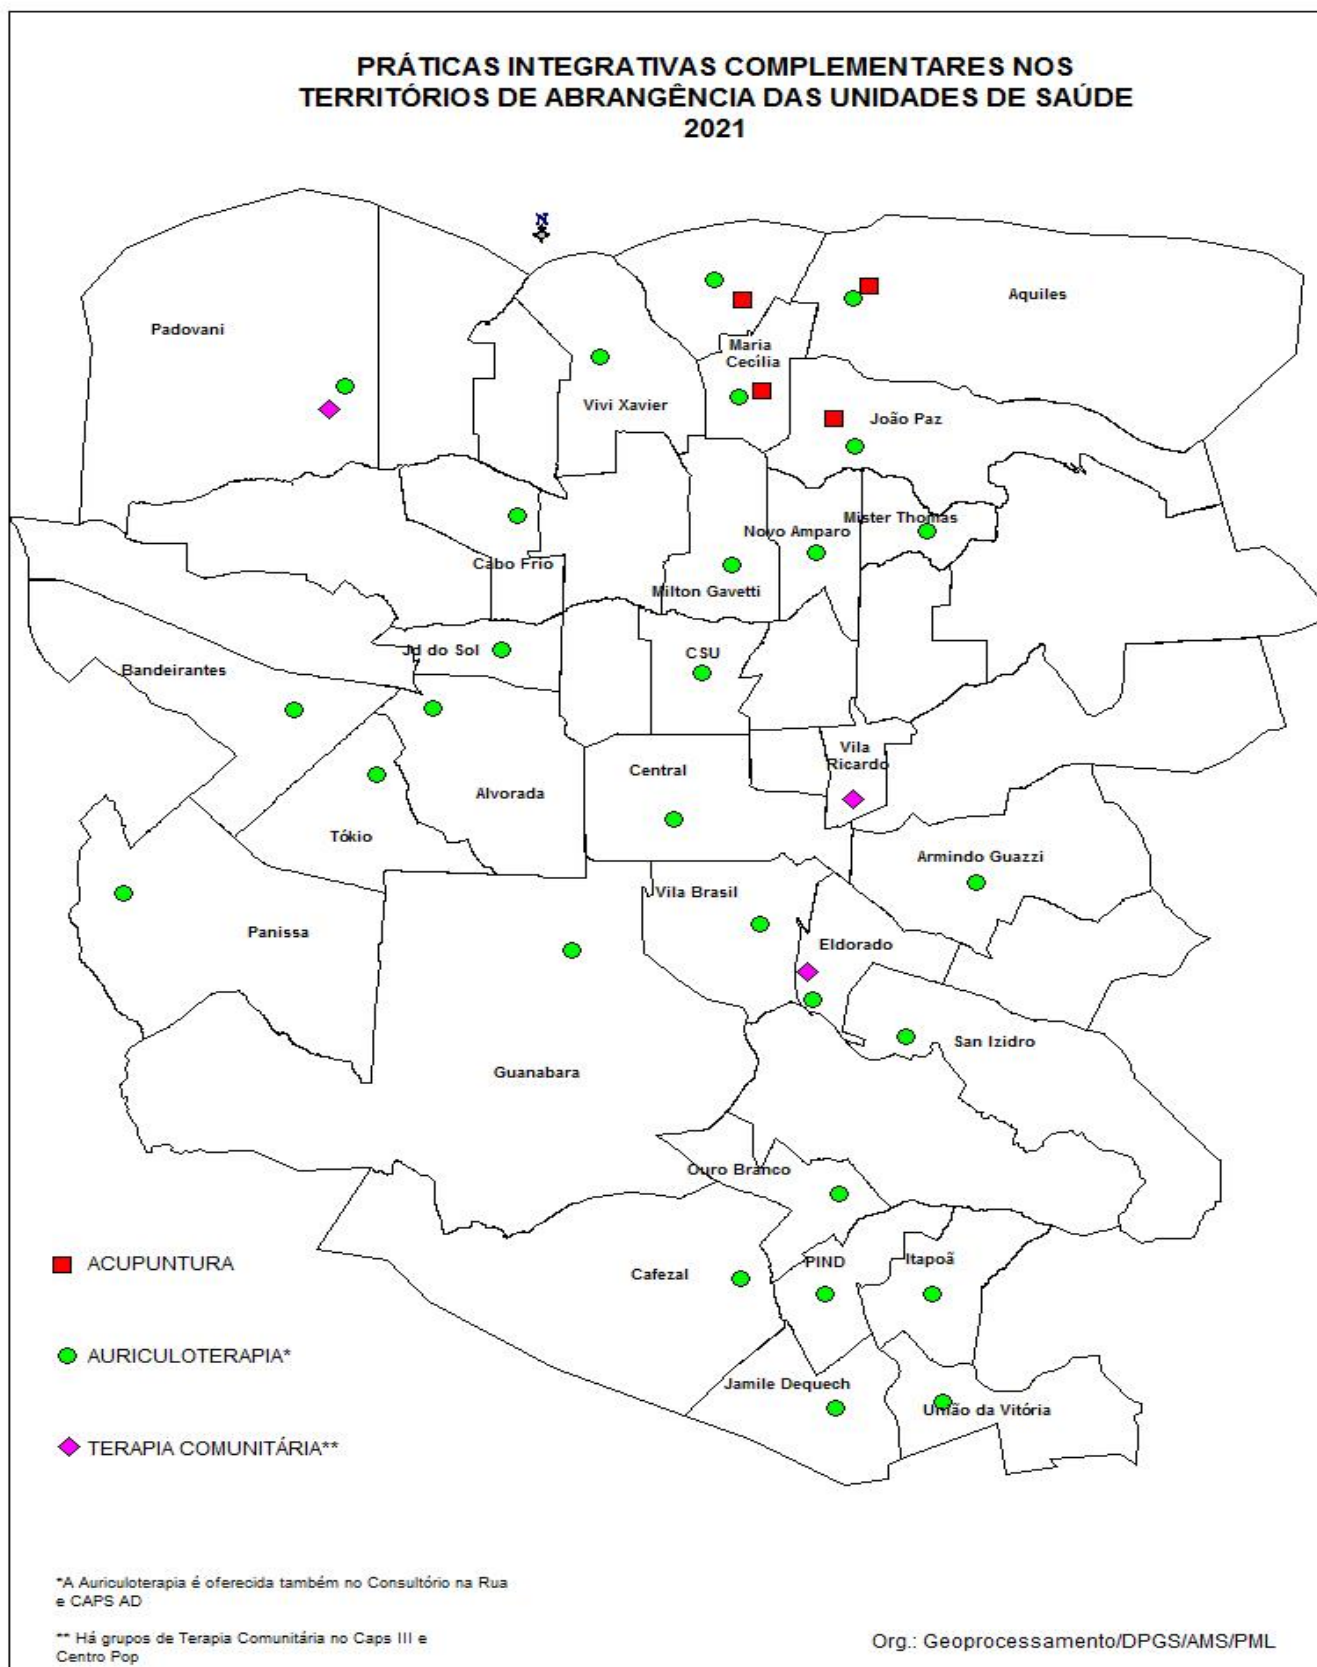 PRÁTICAS INTEGRATIVAS COMPLEMENTARES NOS
TERRITÓRIOS DE ABRANGÊNCIA DAS UNIDADES DE SAÚDE
2021
N
Aquiles
Padovani
Maria
Cecília
Vivi Xavier
João Paz
Mister Thomas
Novo Amparo
Cabo Frio
Milton Gavetti
Jd do Sol
CSU
Bandeirantes
Vila
Ricardo
Central
Alvorada
Tókio
Armindo Guazzi
Vila Brasil
Panissa
Eldorado
San Izidro
Guanabara
Ouro Branco
PIND
Itapoã
Cafezal
Jamile Dequech
União da Vitória
ACUPUNTURA
AURICULOTERAPIA*
TERAPIA COMUNITÁRIA**
*A Auriculoterapia é oferecida também no Consultório na Rua
e CAPS AD
** Há grupos de Terapia Comunitária no Caps III e
Centro Pop
Org.: Geoprocessamento/DPGS/AMS/PML